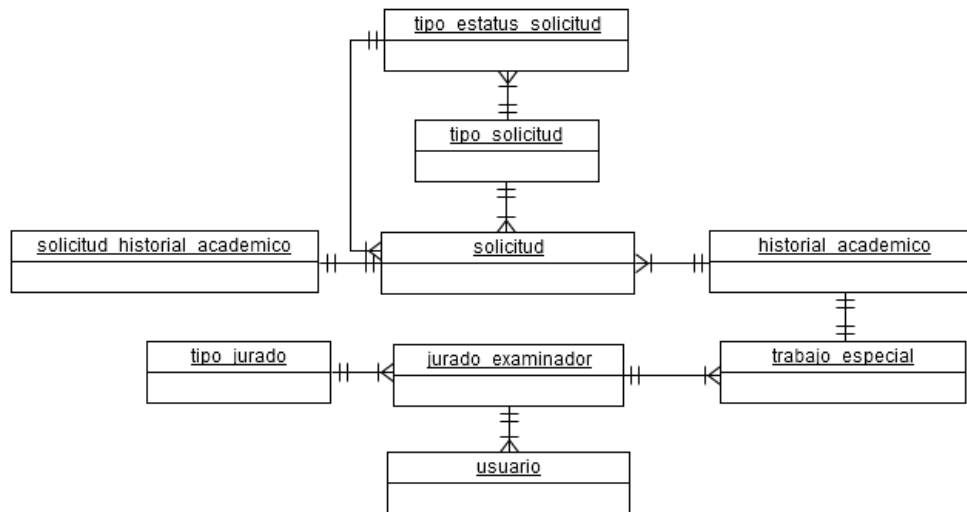 tipo_estatus_solicitud
tipo_solicitud
solicitud_historial_academico
solicitud
historial_academico
tipo_jurado
jurado_examinador
trabajo_especial
usuario